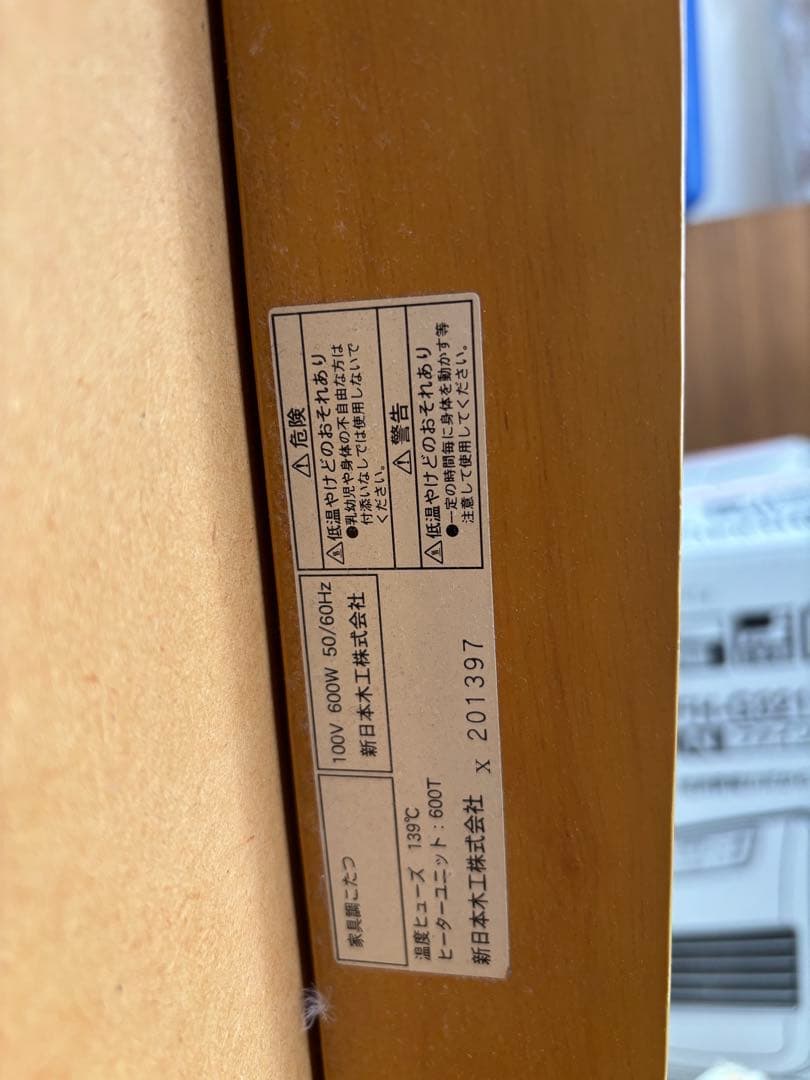 家具調こたつ
100V 600W 50/60Hz
新日本木工株式会社
温度ヒューズ 139℃
ヒーターユニット：600T
新日本木工株式会社 X 201397
⚠危険
⚠低温やけどのおそれあり
●乳幼児や身体の不自由な方は
付添いなしでは使用しないで
ください。
⚠警告
⚠低温やけどのおそれあり
●一定の時間毎に身体を動かす等
注意して使用してください。